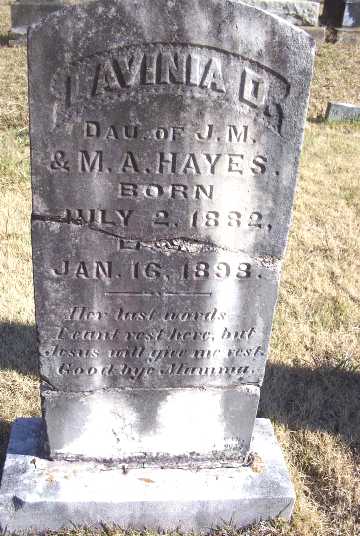 LAVINIA D.
DAU. OF J.M.
& M.A. HAYES.
BORN
JULY 2, 1882,
JAN. 16, 1898.
Her last words
I cant rest here, but
Jesus will give me rest.
Good bye Mamma.